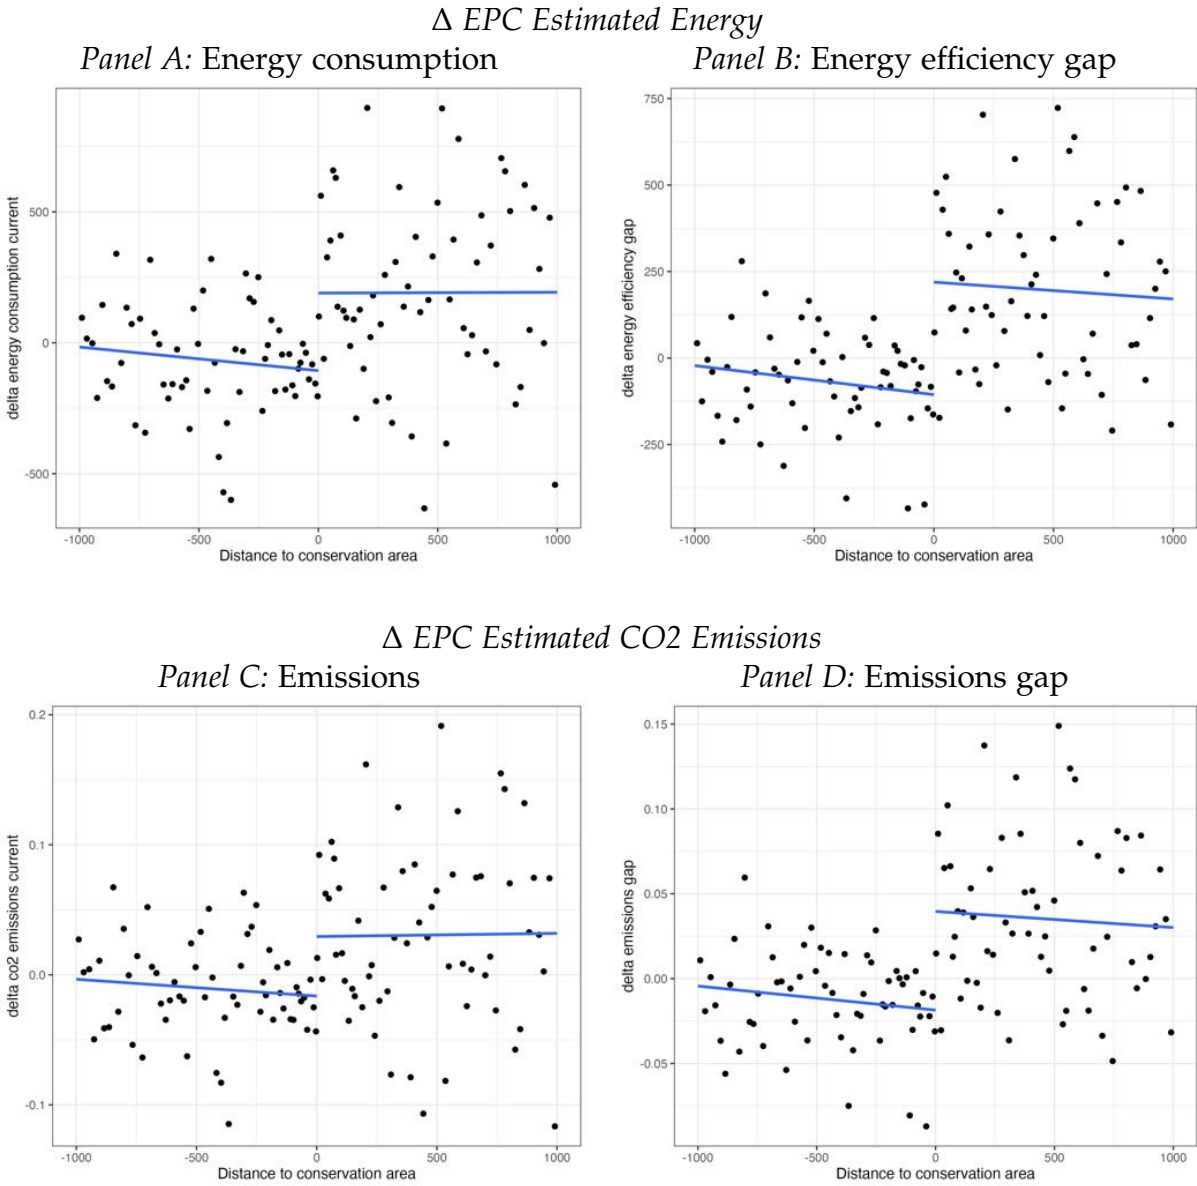 Δ EPC Estimated Energy
Panel A: Energy consumption
Panel B: Energy efficiency gap
delta energy consumption current
500
0
-500
-1000
-500
0
500
1000
Distance to conservation area
delta energy efficiency gap
750
500
250
0
-250
-1000
-500
0
500
1000
Distance to conservation area
Δ EPC Estimated CO2 Emissions
Panel C: Emissions
Panel D: Emissions gap
delta co2 emissions current
0.2
0.1
0.0
-0.1
-1000
-500
0
500
1000
Distance to conservation area
delta emissions gap
0.15
0.10
0.05
0.00
-0.05
-1000
-500
0
500
1000
Distance to conservation area